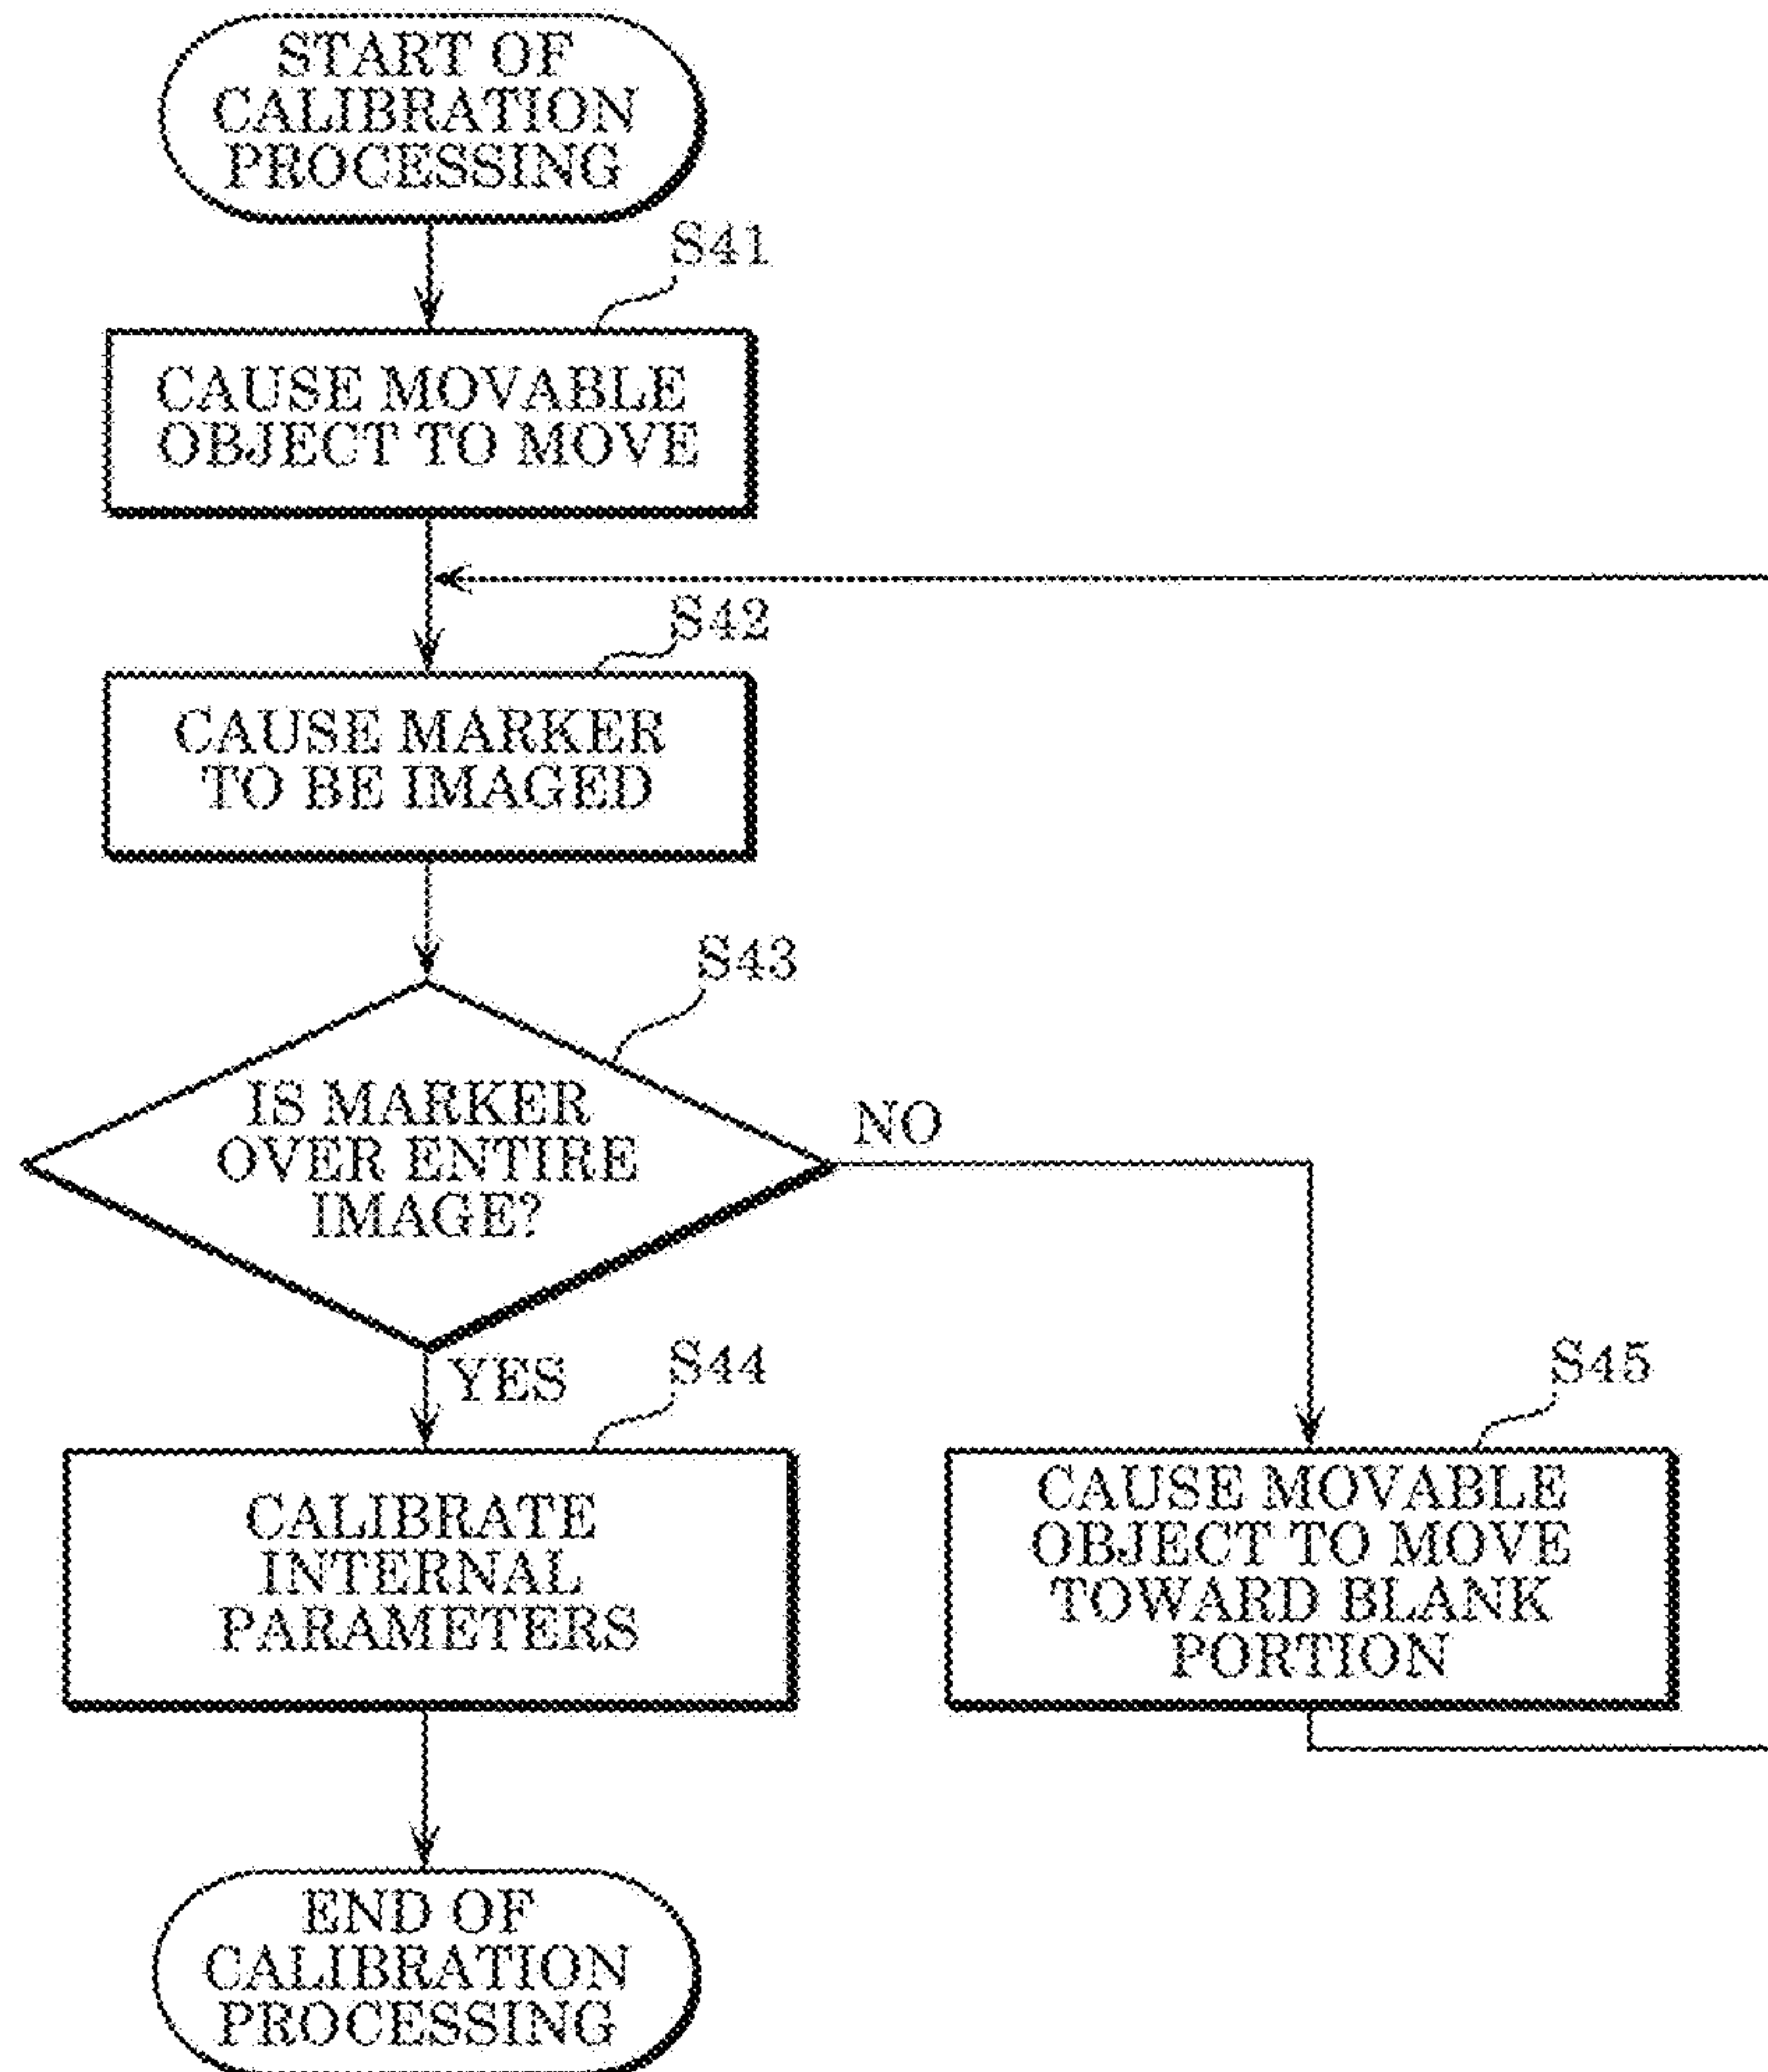 START OF
CALIBRATION
PROCESSING
S41
CAUSE MOVABLE
OBJECT TO MOVE
S42
CAUSE MARKER
TO BE IMAGED
S43
IS MARKER
OVER ENTIRE
IMAGE?
NO
YES
S44
S45
CALIBRATE
INTERNAL
PARAMETERS
CAUSE MOVABLE
OBJECT TO MOVE
TOWARD BLANK
PORTION
END OF
CALIBRATION
PROCESSING